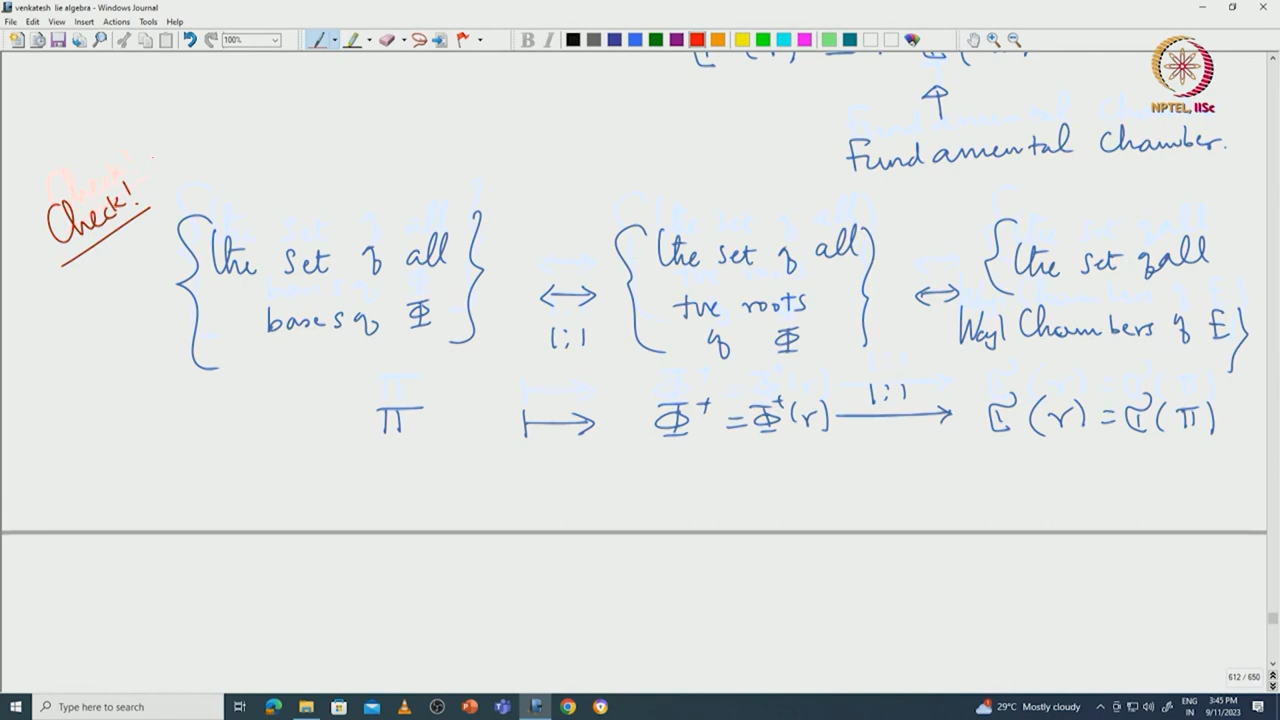 venkatesh lie algebra - Windows Journal
File Edit View Insert Actions Tools Help
100%
B I
NPTEL, IISc
Fundamental Chamber.
Check!
{the set of all bases of Φ} ↔ 1:1 {the set of all +ve roots of Φ} ↔ {the set of all Weyl Chambers of E}
Π ↦ Φ⁺ = Φ⁺(γ) 1:1 → C(γ) = C(Π)
612 / 650
Type here to search
29°C Mostly cloudy
ENG
IN
3:45 PM
9/11/2023